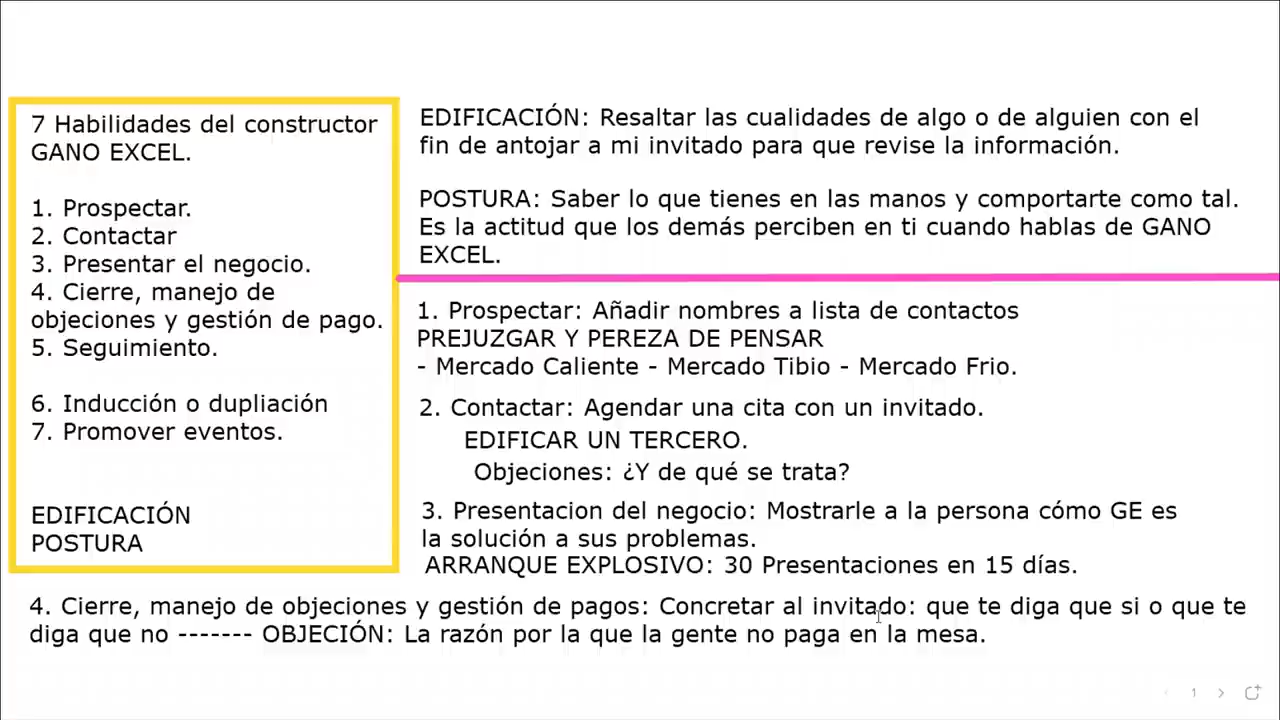 7 Habilidades del constructor
GANO EXCEL.
1. Prospectar.
2. Contactar
3. Presentar el negocio.
4. Cierre, manejo de
objeciones y gestión de pago.
5. Seguimiento.
6. Inducción o dupliación
7. Promover eventos.
EDIFICACIÓN
POSTURA
EDIFICACIÓN: Resaltar las cualidades de algo o de alguien con el
fin de antojar a mi invitado para que revise la información.
POSTURA: Saber lo que tienes en las manos y comportarte como tal.
Es la actitud que los demás perciben en ti cuando hablas de GANO
EXCEL.
1. Prospectar: Añadir nombres a lista de contactos
PREJUZGAR Y PEREZA DE PENSAR
- Mercado Caliente - Mercado Tibio - Mercado Frio.
2. Contactar: Agendar una cita con un invitado.
EDIFICAR UN TERCERO.
Objeciones: ¿Y de qué se trata?
3. Presentacion del negocio: Mostrarle a la persona cómo GE es
la solución a sus problemas.
ARRANQUE EXPLOSIVO: 30 Presentaciones en 15 días.
4. Cierre, manejo de objeciones y gestión de pagos: Concretar al invitado: que te diga que si o que te
diga que no ------- OBJECIÓN: La razón por la que la gente no paga en la mesa.
1